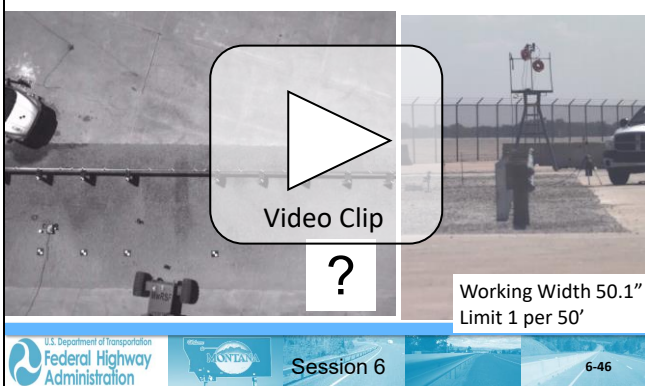 Video Clip
?
Working Width 50.1”
Limit 1 per 50’
U.S. Department of Transportation
Federal Highway
Administration
MONTANA
Session 6
6-46